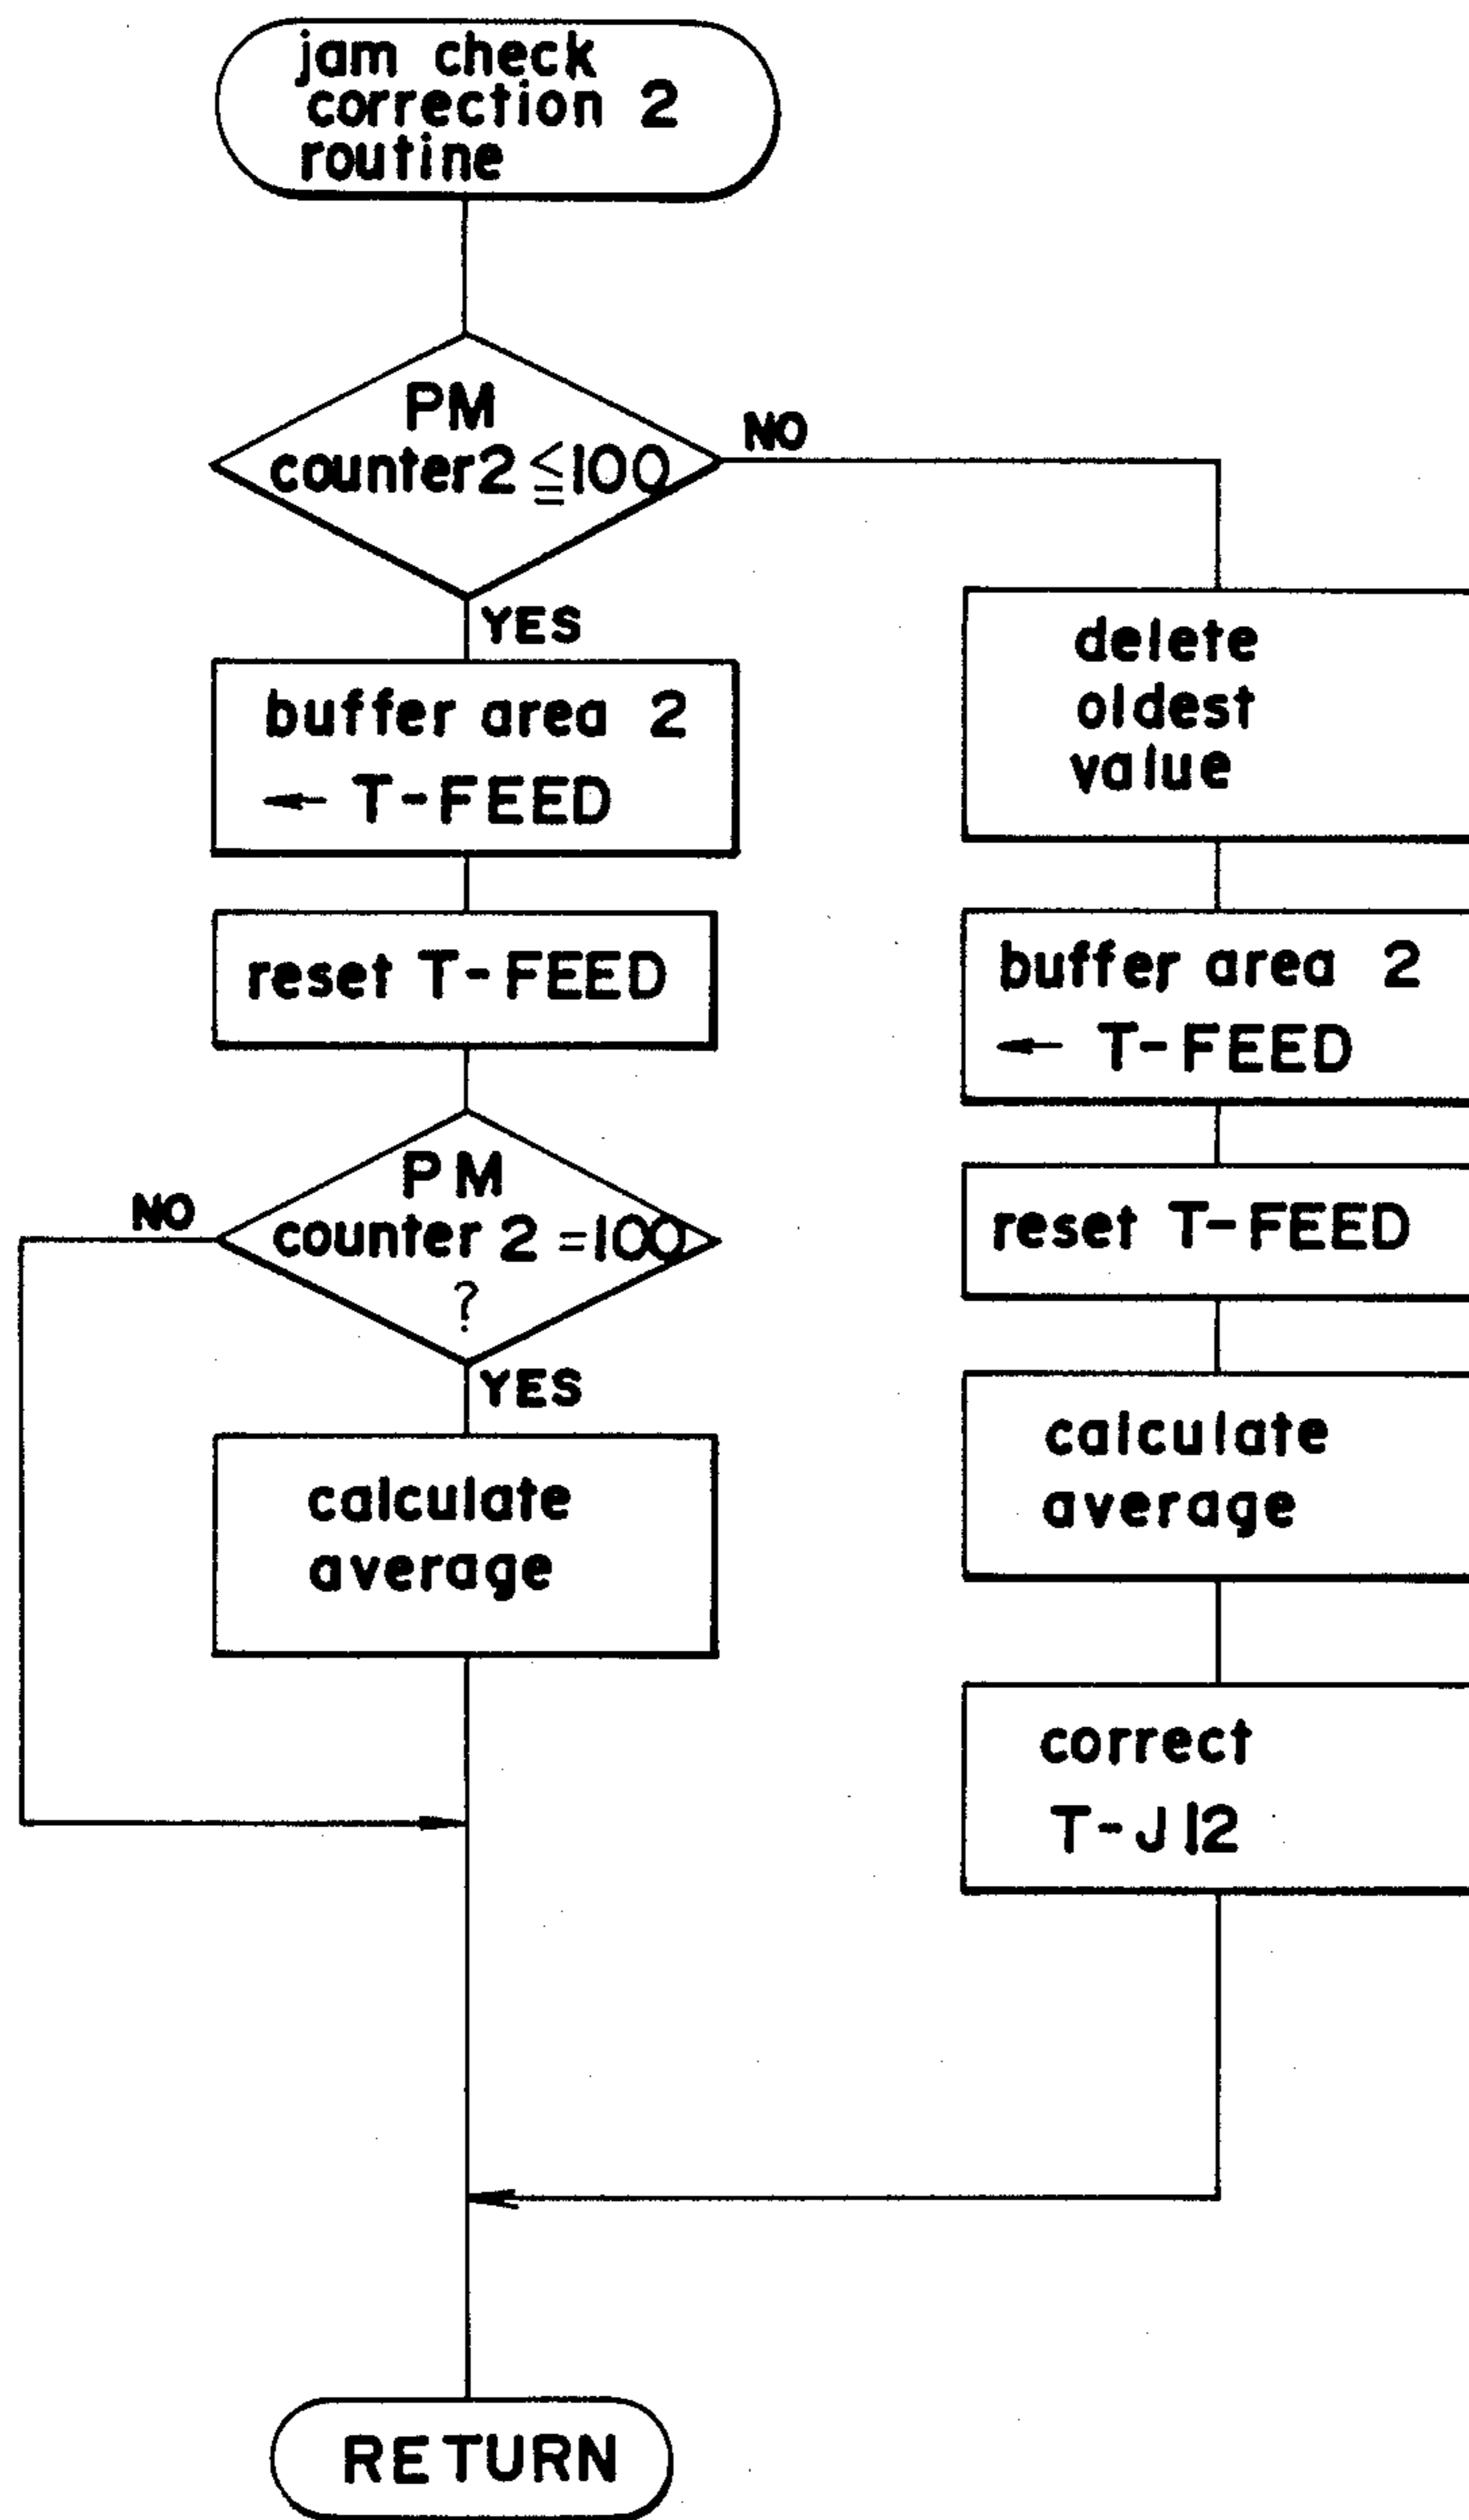 jam check
correction 2
routine
PM
counter2 ≦100
NO
YES
buffer area 2
← T-FEED
reset T-FEED
PM
counter 2 =100
?
NO
YES
calculate
average
delete
oldest
value
buffer area 2
← T-FEED
reset T-FEED
calculate
average
correct
T-J12
RETURN